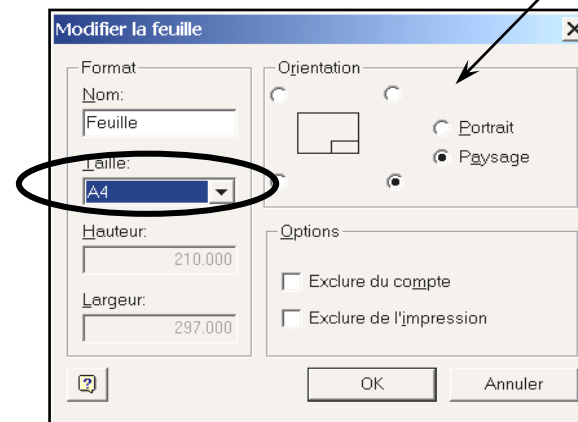 Modifier la feuille
Format
Nom:
Feuille
Taille:
A4
Hauteur:
210.000
Largeur:
297.000
Orientation
Portrait
Paysage
Options
Exclure du compte
Exclure de l'impression
OK
Annuler